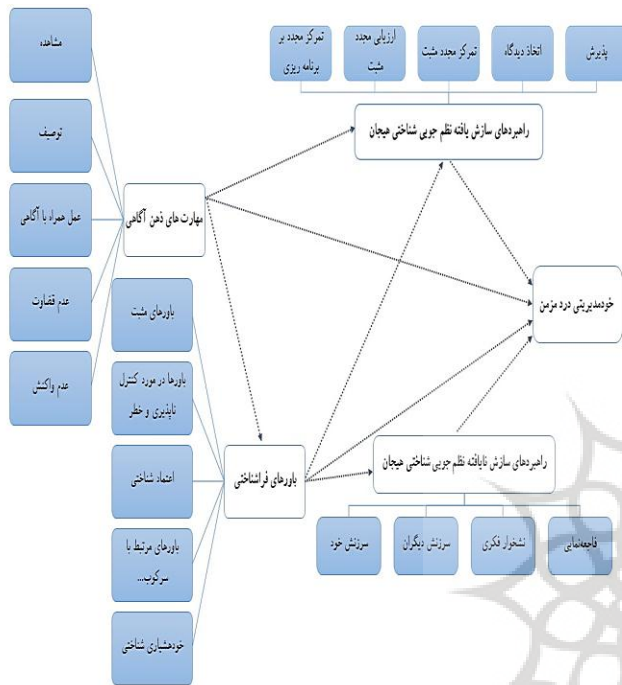 پذیرش
اتخاذ دیدگاه
تمرکز مجدد مثبت
ارزیابی مجدد
مثبت
تمرکز مجدد بر
برنامه ریزی
راهبردهای سازش یافته نظم جویی شناختی هیجان
مشاهده
توصیف
عمل همراه با آگاهی
عدم قضاوت
عدم واکنش
مهارت های ذهن آگاهی
خودمدیریتی درد مزمن
باورهای مثبت
باورها در مورد کنترل
ناپذیری و خطر
اعتماد شناختی
باورهای مرتبط با
سرکوب...
خودهشیاری شناختی
باورهای فراشناختی
راهبردهای سازش نایافته نظم جویی شناختی هیجان
فاجعه‌نمایی
نشخوار فکری
سرزنش دیگران
سرزنش خود